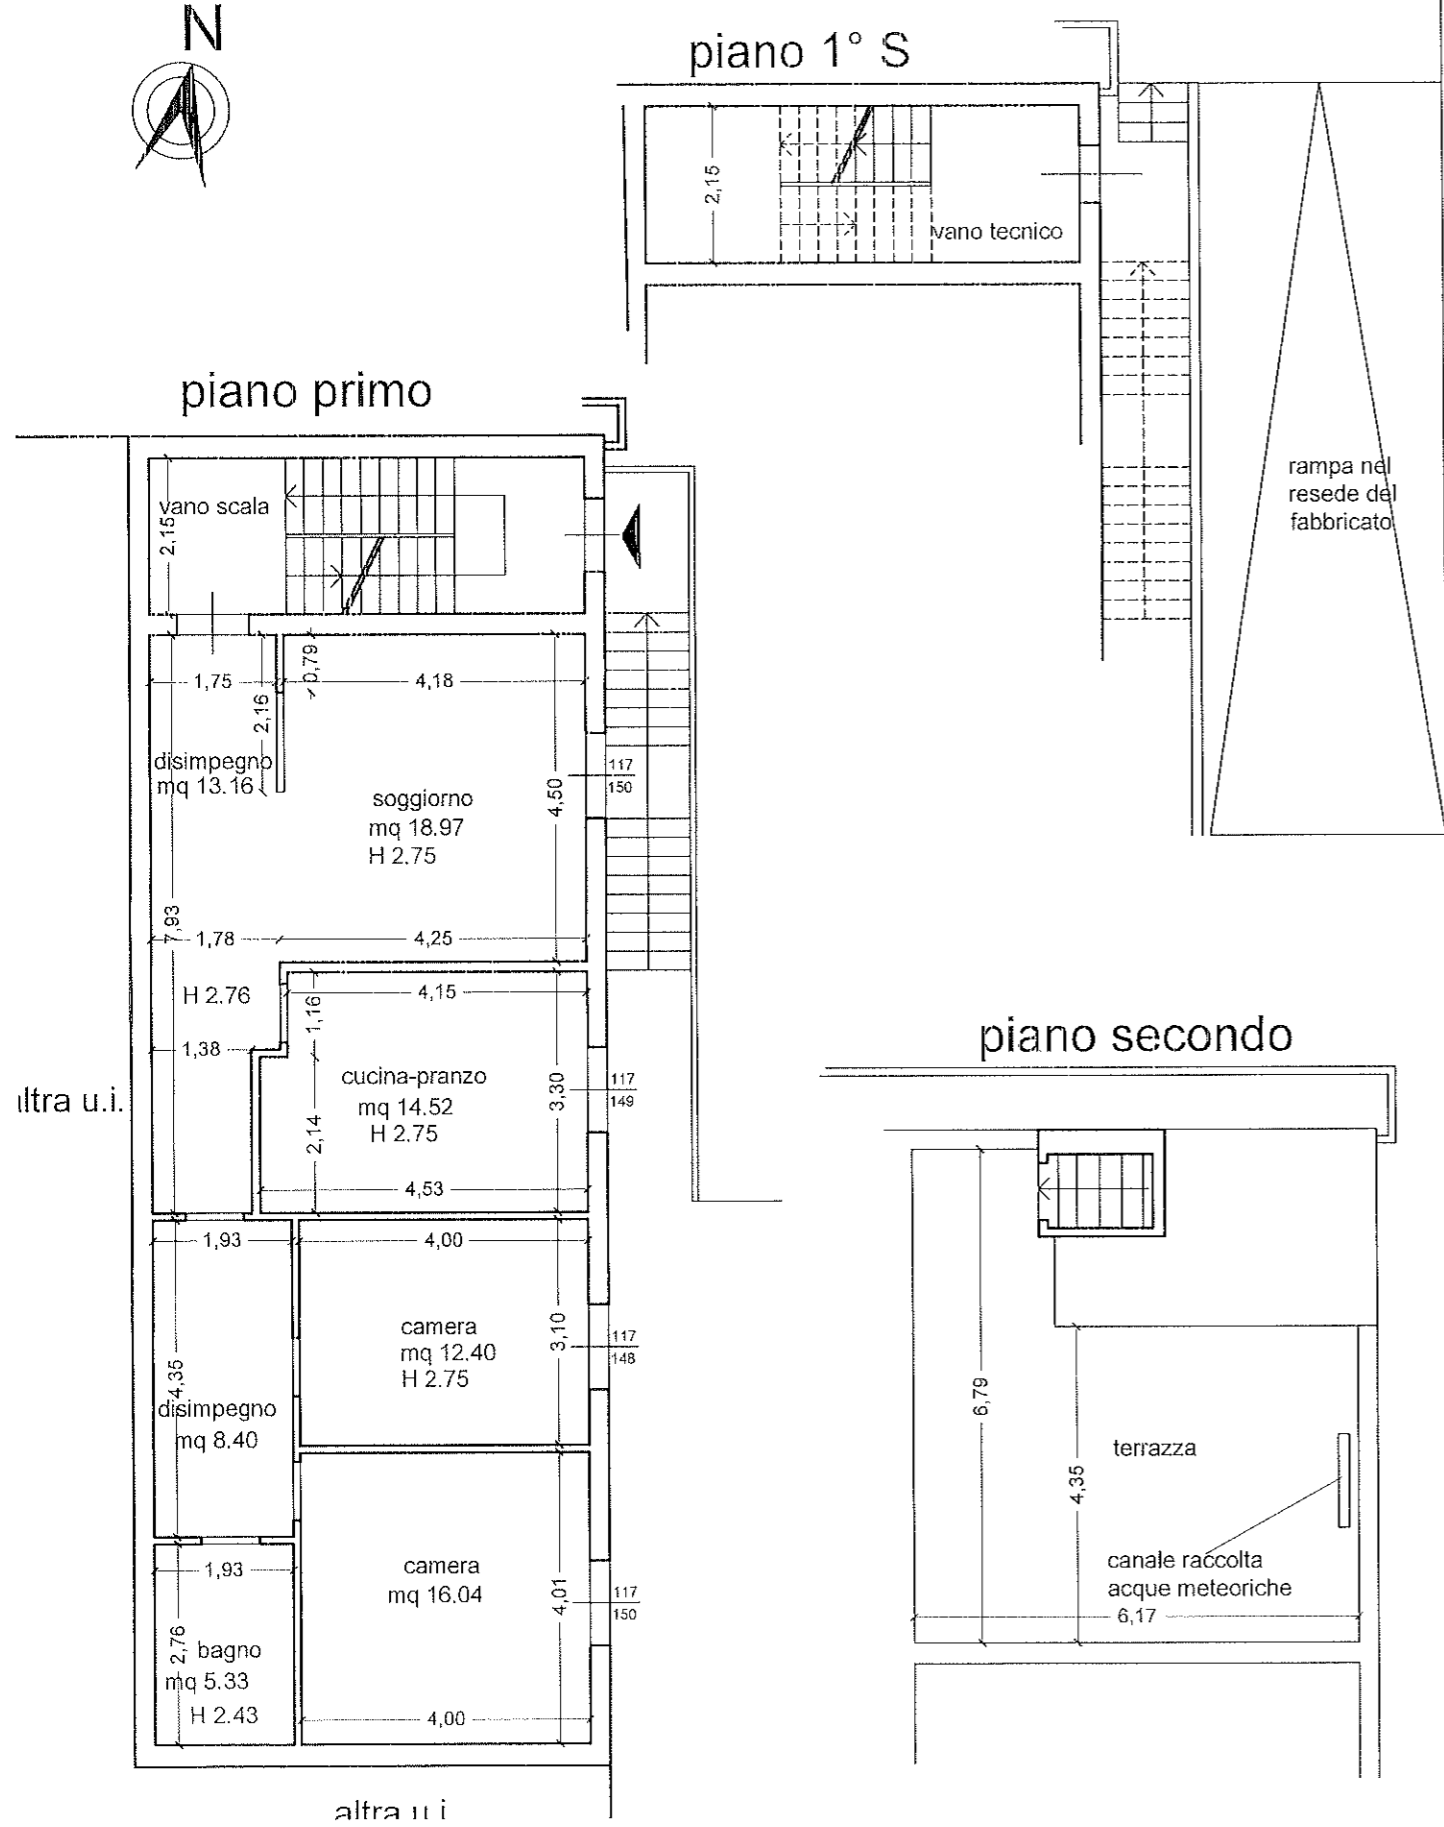 N
piano 1° S
2,15
vano tecnico
rampa nel
resede del
fabbricato
piano primo
vano scala
2,15
1,75
0,79
4,18
2,16
disimpegno
mq 13.16
soggiorno
mq 18.97
H 2.75
4,50
117
150
7,93
1,78
4,25
H 2.76
4,15
1,16
1,38
cucina-pranzo
mq 14.52
H 2.75
3,30
117
149
2,14
4,53
ltra u.i.
1,93
4,00
camera
mq 12.40
H 2.75
3,10
117
148
4,35
disimpegno
mq 8.40
camera
mq 16.04
4,01
117
150
1,93
2,76
bagno
mq 5.33
H 2.43
4,00
altra u.i
piano secondo
6,79
4,35
terrazza
canale raccolta
acque meteoriche
6,17